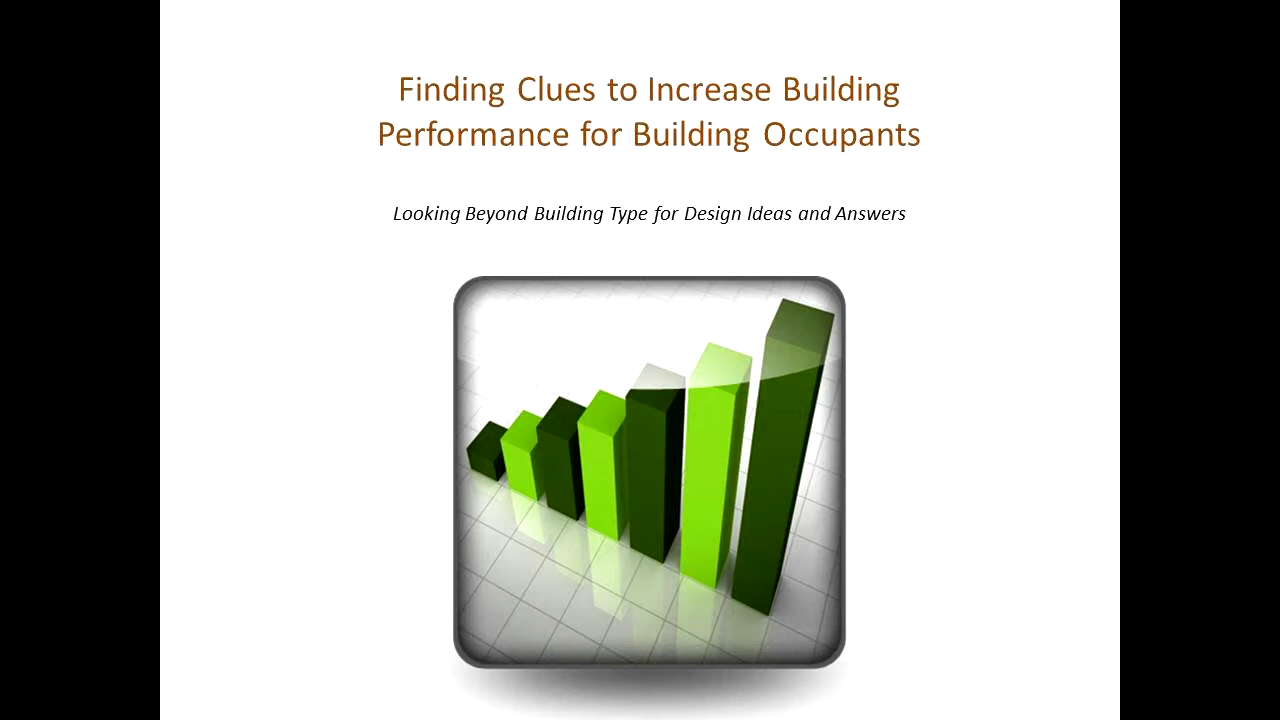 Finding Clues to Increase Building
Performance for Building Occupants
Looking Beyond Building Type for Design Ideas and Answers